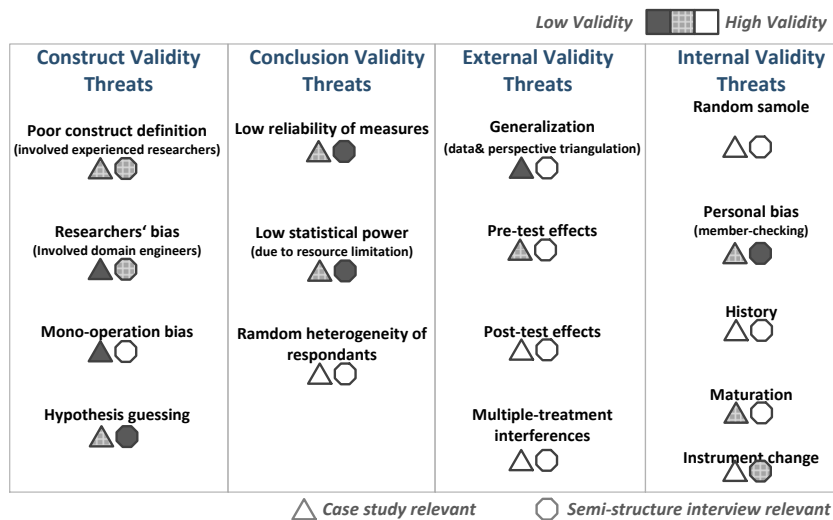 Low Validity
High Validity
Construct Validity
Threats
Poor construct definition
(involved experienced researchers)
Researchers‘ bias
(Involved domain engineers)
Mono-operation bias
Hypothesis guessing
Conclusion Validity
Threats
Low reliability of measures
Low statistical power
(due to resource limitation)
Ramdom heterogeneity of
respondants
External Validity
Threats
Generalization
(data& perspective triangulation)
Pre-test effects
Post-test effects
Multiple-treatment
interferences
Internal Validity
Threats
Random samole
Personal bias
(member-checking)
History
Maturation
Instrument change
Case study relevant
Semi-structure interview relevant